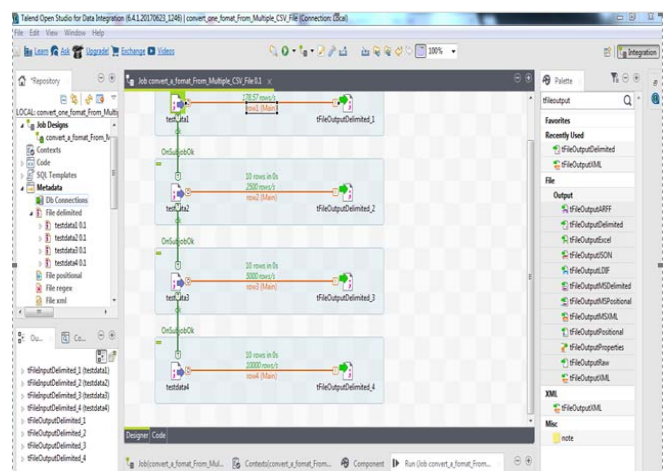 Talend Open Studio for Data Integration (6.4.1.20170623_1246) | convert_one_fomat_From_Multiple_CSV_File (Connection: Local)
File Edit View Window Help
Learn Ask Upgrade! Exchange Videos
100%
Integration
*Repository
LOCAL: convert_one_fomat_From_Multip
Job Designs
convert_a_fomat_From_M
Contexts
Code
SQL Templates
Metadata
Db Connections
File delimited
testdata1 0.1
testdata2 0.1
testdata3 0.1
testdata4 0.1
File positional
File regex
File xml
Ou...
Co...
tFileInputDelimited_1 (testdata1)
tFileInputDelimited_2 (testdata2)
tFileInputDelimited_3 (testdata3)
tFileInputDelimited_4 (testdata4)
tFileOutputDelimited_1
tFileOutputDelimited_2
tFileOutputDelimited_3
tFileOutputDelimited_4
Job convert_a_fomat_From_Multiple_CSV_File 0.1
178.57 rows/s
row1 (Main)
testdata1
tFileOutputDelimited_1
OnSubjobOk
10 rows in 0s
2500 rows/s
row2 (Main)
testdata2
tFileOutputDelimited_2
OnSubjobOk
10 rows in 0s
5000 rows/s
row3 (Main)
testdata3
tFileOutputDelimited_3
OnSubjobOk
10 rows in 0s
10000 rows/s
row4 (Main)
testdata4
tFileOutputDelimited_4
Designer Code
Job(convert_a_fomat_From_Mul...
Contexts(convert_a_fomat_From...
Component
Run (Job convert_a_fomat_From...
Palette
tfileoutput
Favorites
Recently Used
tFileOutputDelimited
tFileOutputXML
File
Output
tFileOutputARFF
tFileOutputDelimited
tFileOutputExcel
tFileOutputJSON
tFileOutputLDIF
tFileOutputMSDelimited
tFileOutputMSPositional
tFileOutputMSXML
tFileOutputPositional
tFileOutputProperties
tFileOutputRaw
tFileOutputXML
XML
tFileOutputXML
Misc
note